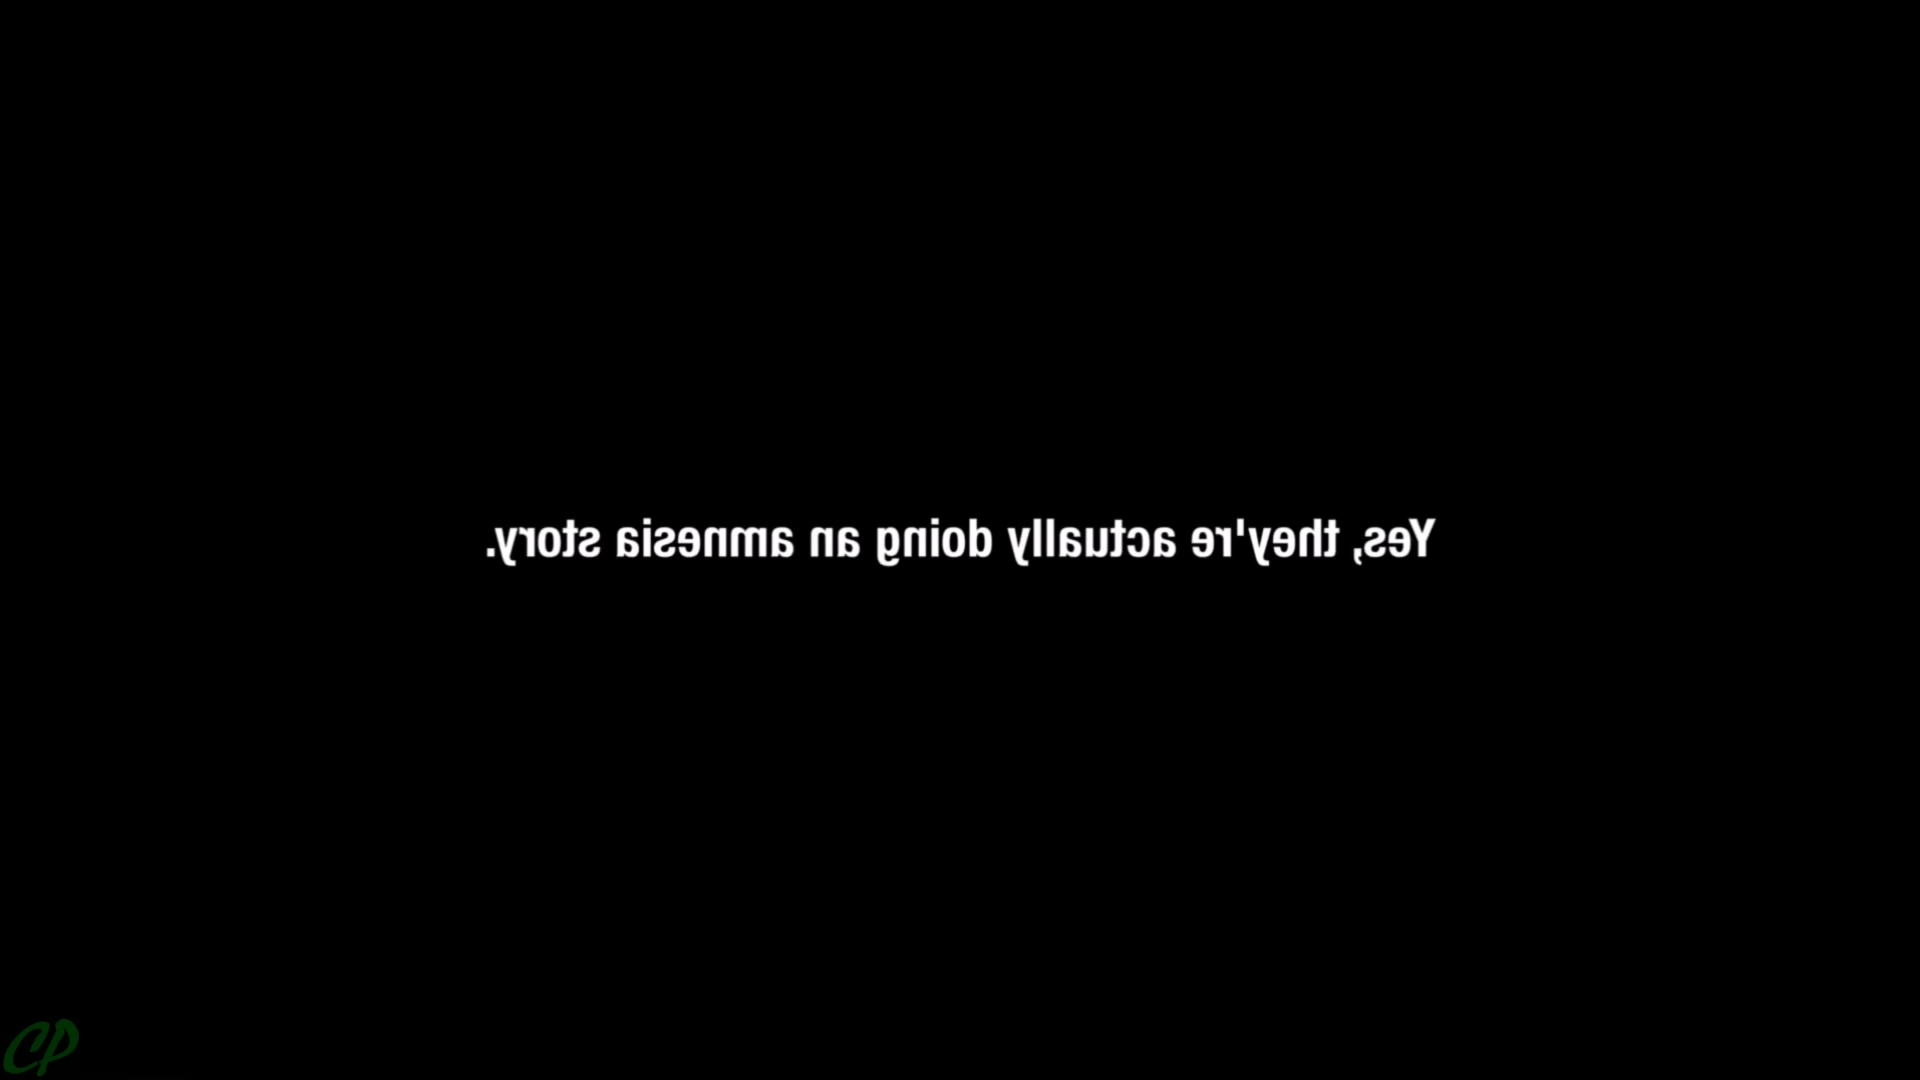 Yes, they're actually doing an amnesia story.
CP